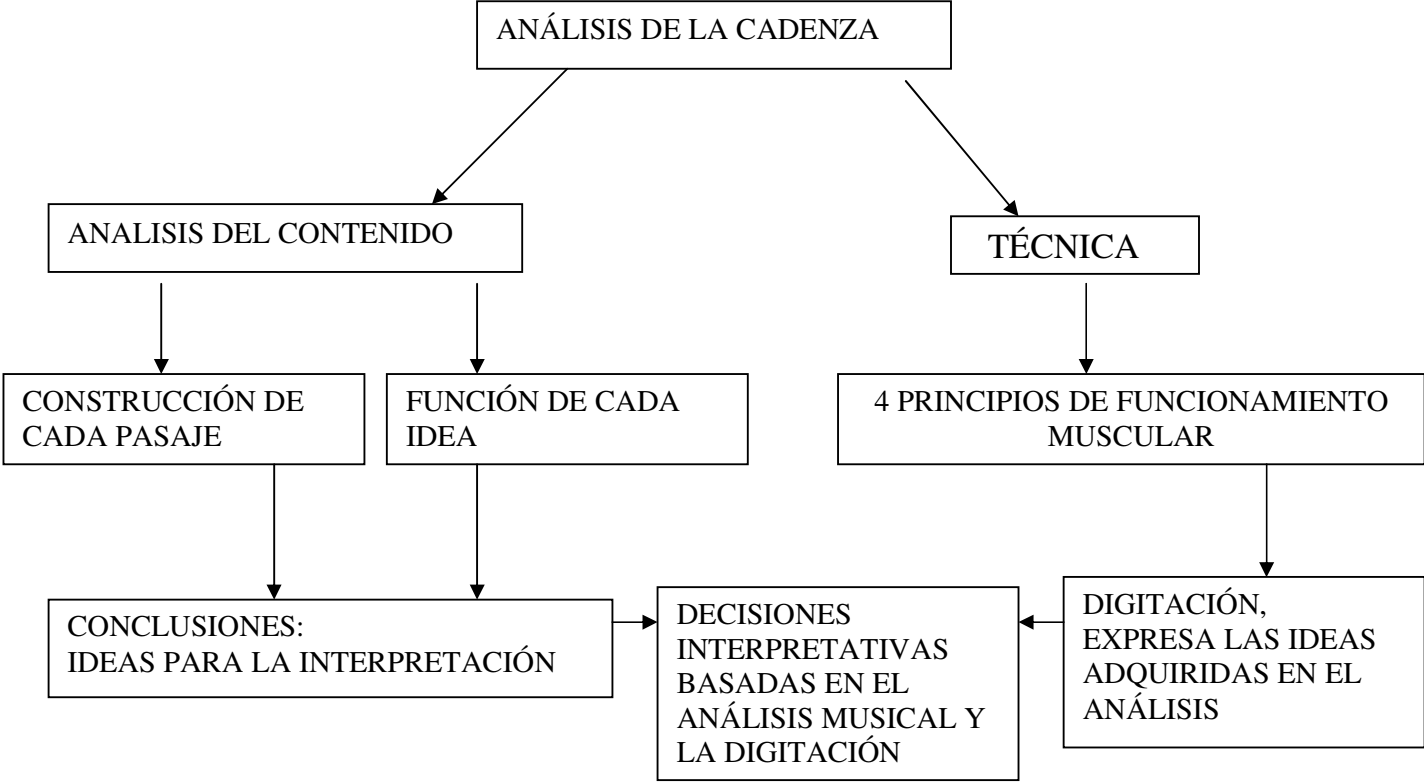 ANÁLISIS DE LA CADENZA
ANALISIS DEL CONTENIDO
TÉCNICA
CONSTRUCCIÓN DE
CADA PASAJE
FUNCIÓN DE CADA
IDEA
4 PRINCIPIOS DE FUNCIONAMIENTO
MUSCULAR
CONCLUSIONES:
IDEAS PARA LA INTERPRETACIÓN
DECISIONES
INTERPRETATIVAS
BASADAS EN EL
ANÁLISIS MUSICAL Y
LA DIGITACIÓN
DIGITACIÓN,
EXPRESA LAS IDEAS
ADQUIRIDAS EN EL
ANÁLISIS